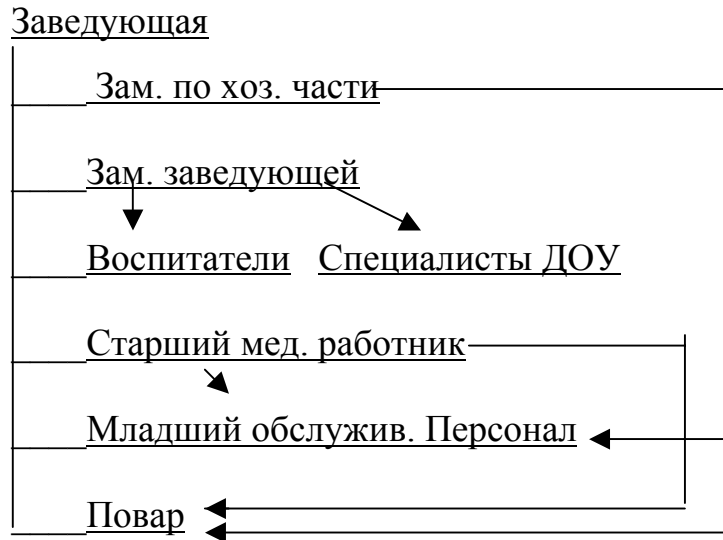 Заведующая
Зам. по хоз. части
Зам. заведующей
Воспитатели Специалисты ДОУ
Старший мед. работник
Младший обслужив. Персонал
Повар